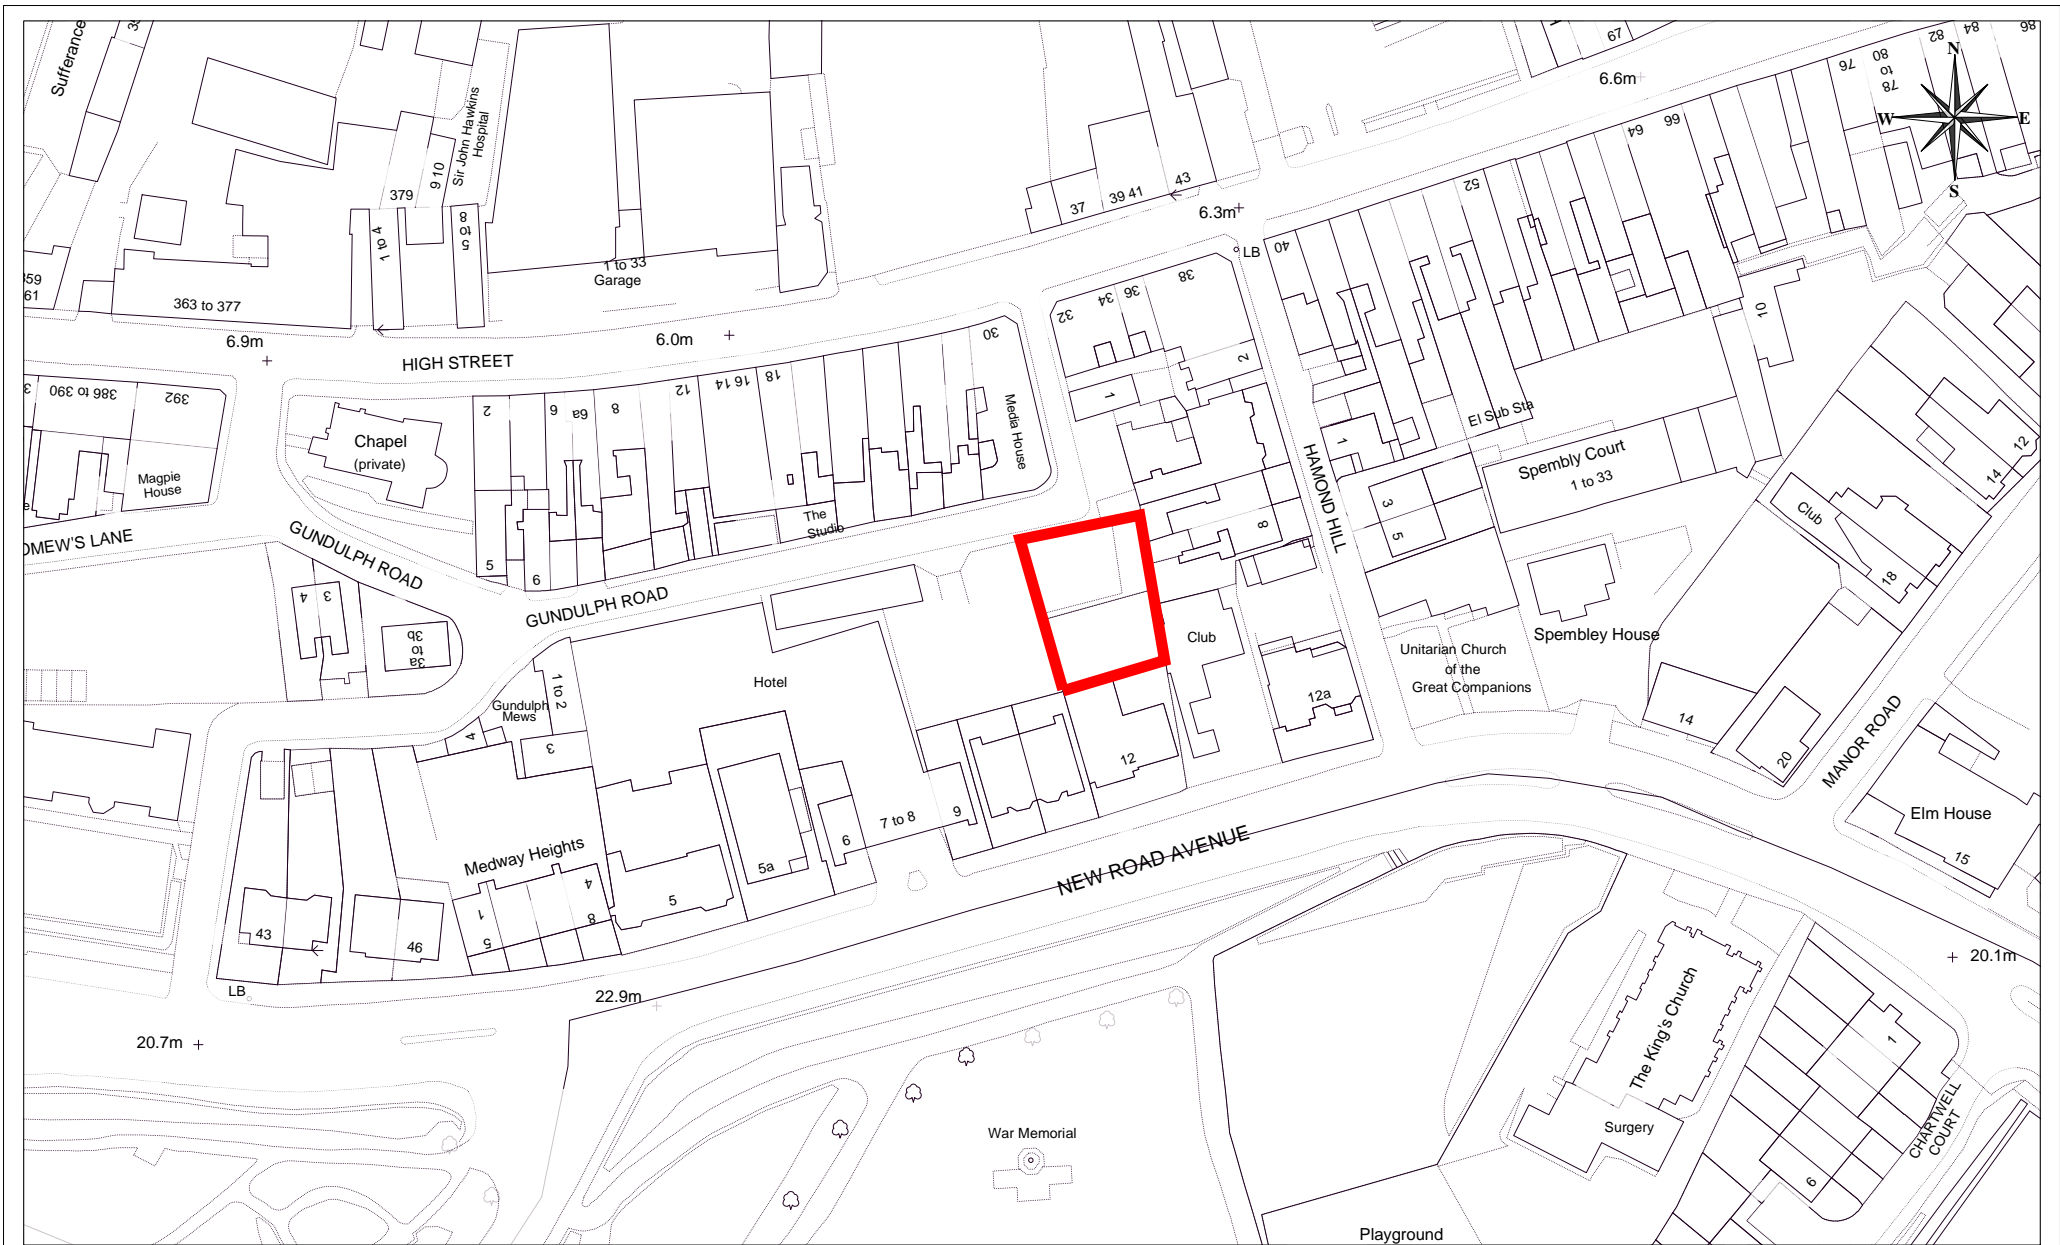 Sufferance
35
Sir John Hawkins
Hospital
9 10
379
1 to 4
5 to 8
359
61
363 to 377
1 to 33
Garage
37
39 41
43
67
6.6m
6.3m
LB
76
80
to
78
82
84
86
N
W
E
S
40
52
64
66
10
6.9m
6.0m
HIGH STREET
386 to 390
392
Magpie
House
Chapel
(private)
2
6
6a
8
12
16 14
18
30
Media House
32
34
36
38
1
2
The
Studio
5
6
1
El Sub Sta
HAMOND HILL
3
5
8
Spembly Court
1 to 33
Club
12
14
18
OMEW'S LANE
GUNDULPH ROAD
GUNDULPH ROAD
4
3
3a
to
3b
Gundulph
Mews
1 to 2
4
3
Hotel
Club
12a
Unitarian Church
of the
Great Companions
Spembley House
14
20
MANOR ROAD
Elm House
15
12
9
7 to 8
6
5a
5
Medway Heights
1
4
5
8
43
46
NEW ROAD AVENUE
LB
22.9m
20.7m
20.1m
War Memorial
The King's Church
Surgery
1
6
CHARTWELL
COURT
Playground